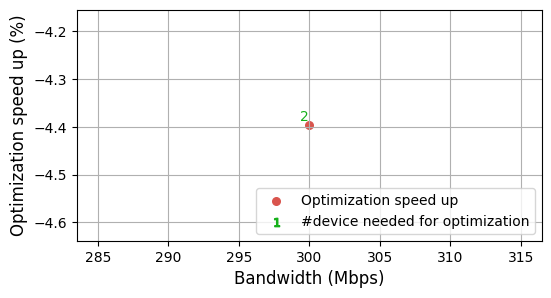 Optimization speed up (%)
−4.2
−4.3
−4.4
−4.5
−4.6
2
Optimization speed up
1 #device needed for optimization
285 290 295 300 305 310 315
Bandwidth (Mbps)